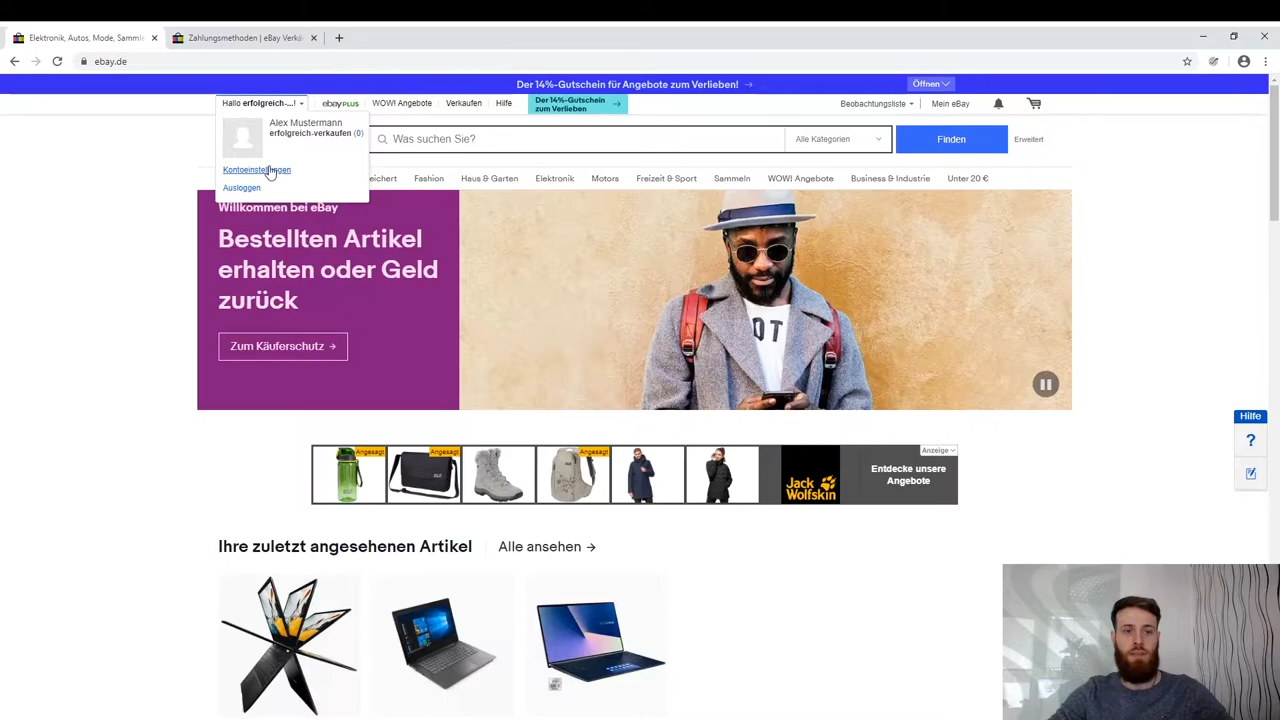 Elektronik, Autos, Mode, Samml
Zahlungsmethoden | eBay Verkä
ebay.de
Der 14%-Gutschein für Angebote zum Verlieben! →
Öffnen
Hallo erfolgreich-...!
ebay PLUS
WOW! Angebote
Verkaufen
Hilfe
Der 14%-Gutschein
zum Verlieben
Beobachtungsliste
Mein eBay
Alex Mustermann
erfolgreich-verkaufen (0)
Kontoeinstellungen
Ausloggen
Was suchen Sie?
Alle Kategorien
Finden
Erweitert
eichert
Fashion
Haus & Garten
Elektronik
Motors
Freizeit & Sport
Sammeln
WOW! Angebote
Business & Industrie
Unter 20 €
Willkommen bei eBay
Bestellten Artikel
erhalten oder Geld
zurück
Zum Käuferschutz →
Hilfe
?
Angesagt
Angesagt
Angesagt
Anzeige
Jack
Wolfskin
Entdecke unsere
Angebote
Ihre zuletzt angesehenen Artikel
Alle ansehen →